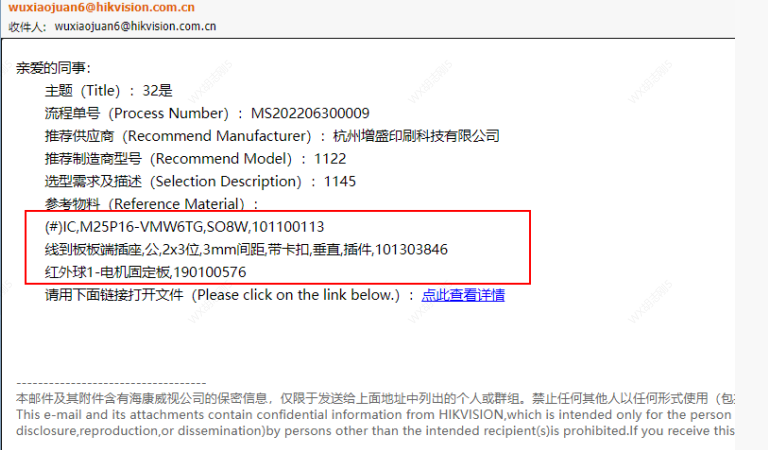 wuxiaojuan6@hikvision.com.cn
收件人： wuxiaojuan6@hikvision.com.cn
亲爱的同事:
主题（Title）：32是
流程单号（Process Number）：MS202206300009
推荐供应商（Recommend Manufacturer）：杭州增盛印刷科技有限公司
推荐制造商型号（Recommend Model）：1122
选型需求及描述（Selection Description）：1145
参考物料（Reference Material）:
(#)IC,M25P16-VMW6TG,SO8W,101100113
线到板板端插座,公,2x3位,3mm间距,带卡扣,垂直,插件,101303846
红外球1-电机固定板,190100576
请用下面链接打开文件（Please click on the link below.）：点此查看详情
----------------------------------
本邮件及其附件含有海康威视公司的保密信息，仅限于发送给上面地址中列出的个人或群组。禁止任何其他人以任何形式使用（包
This e-mail and its attachments contain confidential information from HIKVISION,which is intended only for the person
disclosure,reproduction,or dissemination)by persons other than the intended recipient(s)is prohibited.If you receive this